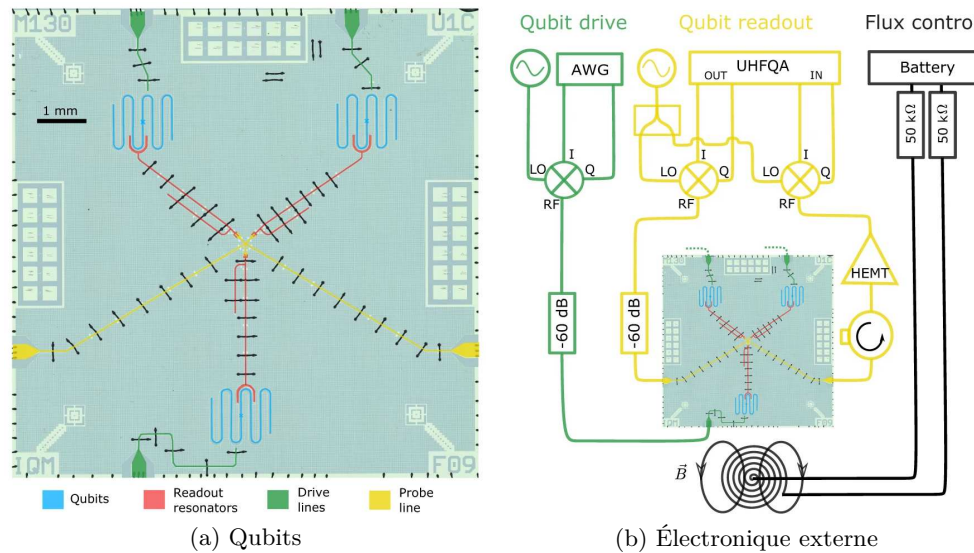 M130
U1C
1 mm
IQM
F09
Qubits
Readout
resonators
Drive
lines
Probe
line
(a) Qubits
Qubit drive
Qubit readout
Flux control
AWG
OUT
UHFQA
IN
Battery
50 kΩ
50 kΩ
I
LO
Q
RF
I
LO
Q
RF
I
LO
Q
RF
HEMT
-60 dB
-60 dB
B⃗
(b) Électronique externe